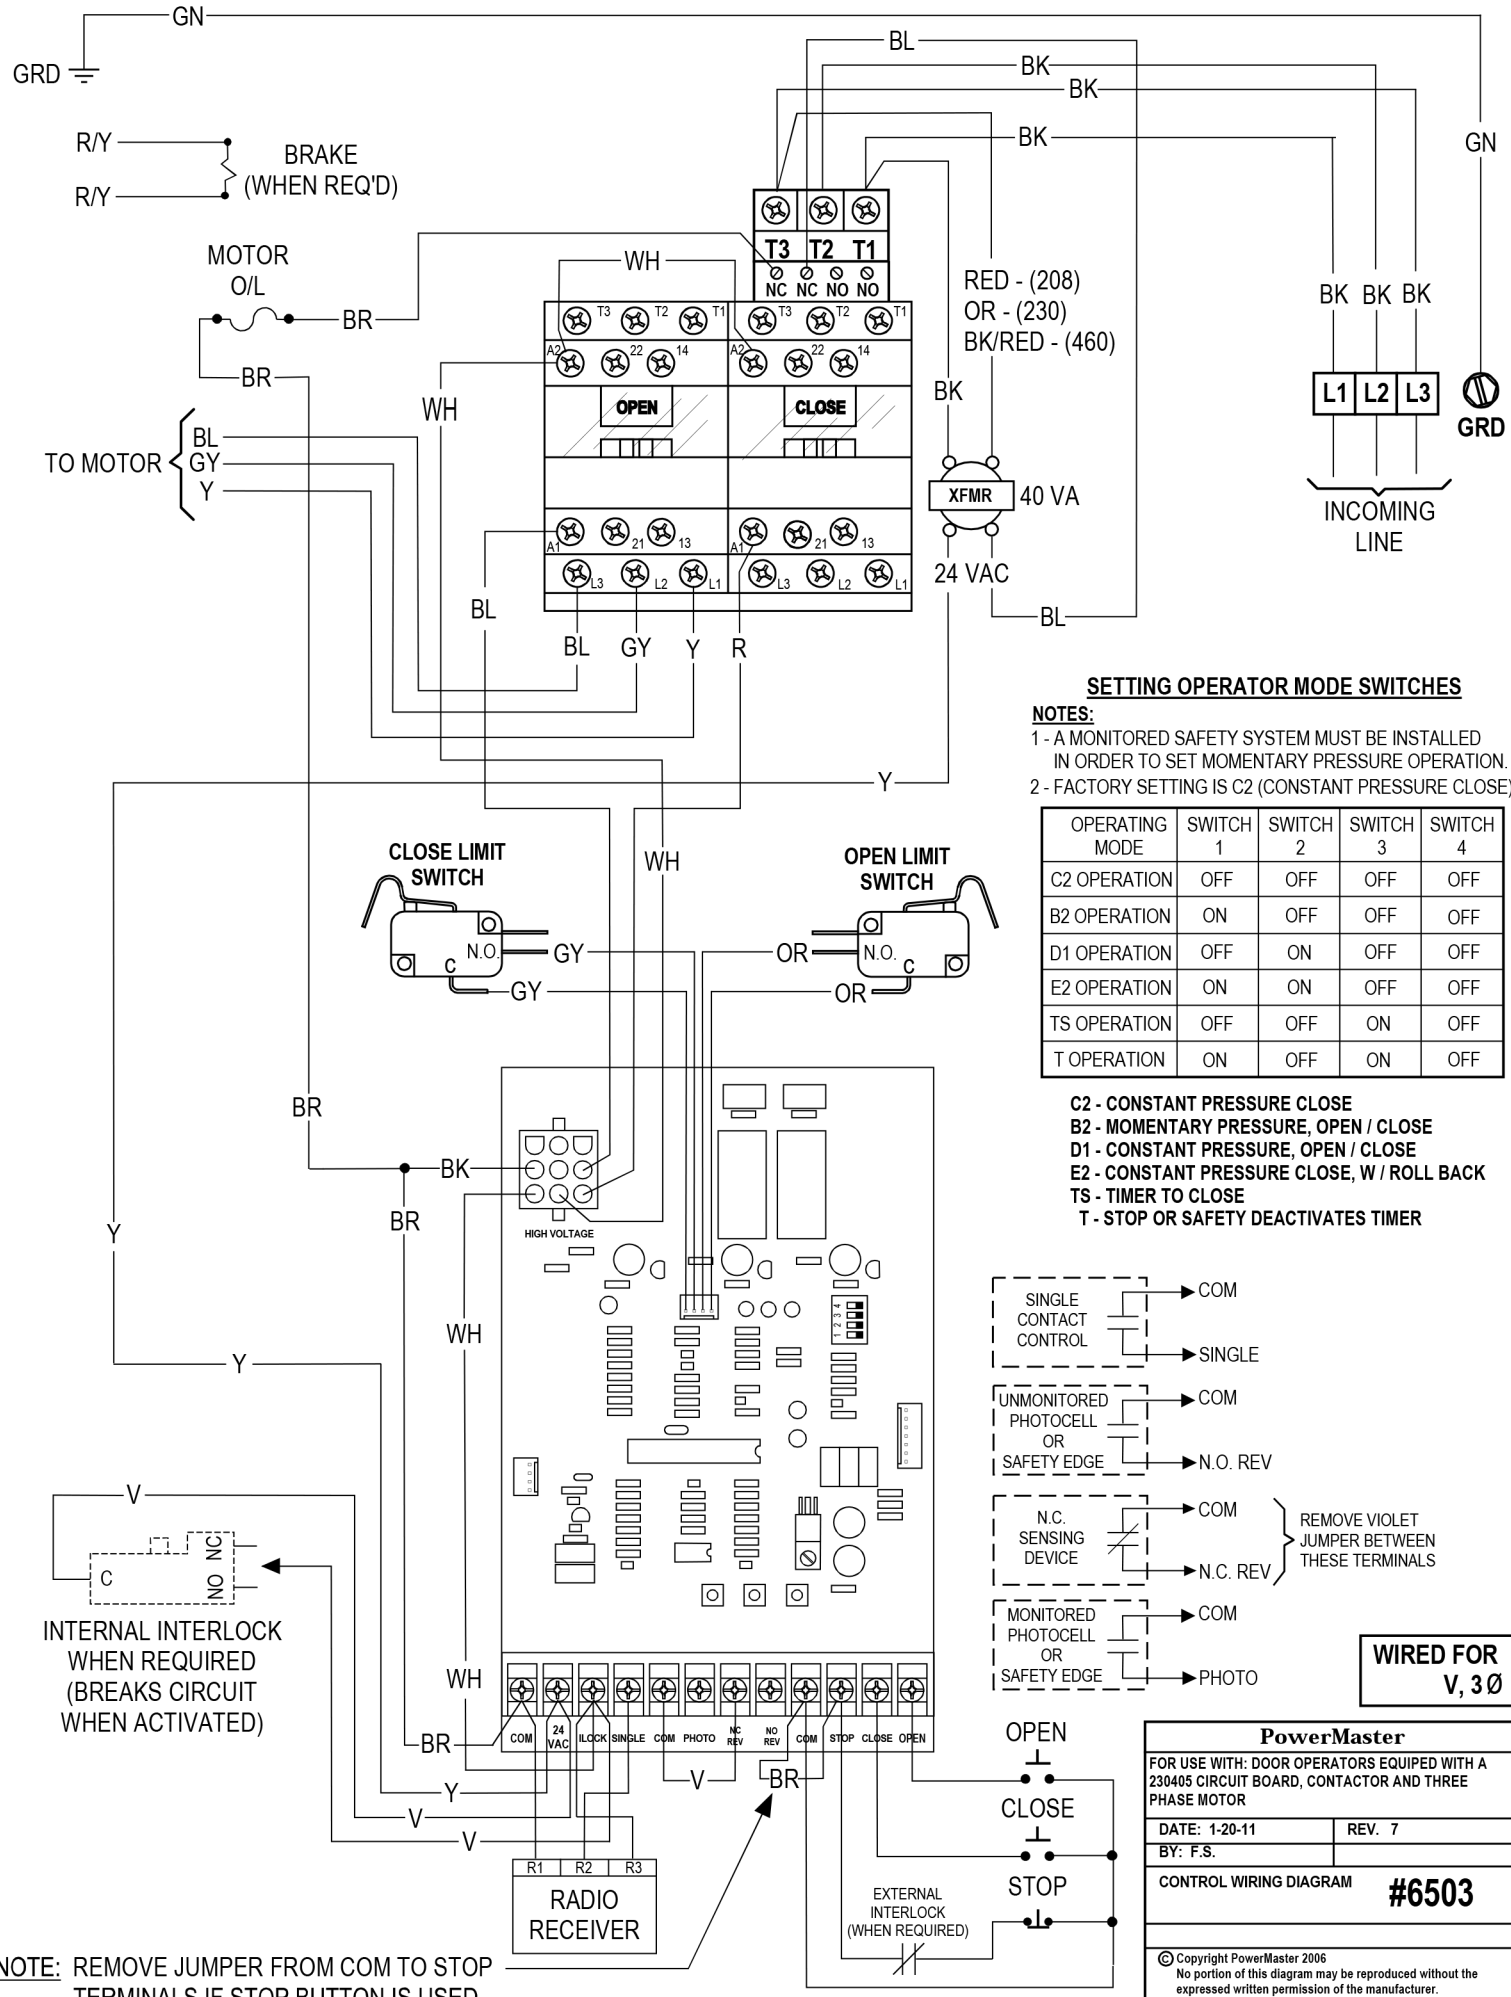 GN
GRD
BL
BK
BK
BK
GN
R/Y
R/Y
BRAKE
(WHEN REQ'D)
MOTOR
O/L
BR
BR
WH
T3 T2 T1
NC NC NO NO
RED - (208)
OR - (230)
BK/RED - (460)
BK BK BK
L1 L2 L3
GRD
INCOMING
LINE
T3 T2 T1 T3 T2 T1
A2 22 14 A2 22 14
OPEN CLOSE
WH
BK
TO MOTOR
BL
GY
Y
XFMR
40 VA
A1 21 13 A1 21 13
L3 L2 L1 L3 L2 L1
24 VAC
BL
BL
BL GY Y R
Y
SETTING OPERATOR MODE SWITCHES
NOTES:
1 - A MONITORED SAFETY SYSTEM MUST BE INSTALLED
IN ORDER TO SET MOMENTARY PRESSURE OPERATION.
2 - FACTORY SETTING IS C2 (CONSTANT PRESSURE CLOSE)
OPERATING MODE SWITCH 1 SWITCH 2 SWITCH 3 SWITCH 4
C2 OPERATION OFF OFF OFF OFF
B2 OPERATION ON OFF OFF OFF
D1 OPERATION OFF ON OFF OFF
E2 OPERATION ON ON OFF OFF
TS OPERATION OFF OFF ON OFF
T OPERATION ON OFF ON OFF
C2 - CONSTANT PRESSURE CLOSE
B2 - MOMENTARY PRESSURE, OPEN / CLOSE
D1 - CONSTANT PRESSURE, OPEN / CLOSE
E2 - CONSTANT PRESSURE CLOSE, W / ROLL BACK
TS - TIMER TO CLOSE
T - STOP OR SAFETY DEACTIVATES TIMER
CLOSE LIMIT
SWITCH
WH
OPEN LIMIT
SWITCH
N.O.
C
GY
GY
OR
OR
N.O.
C
BR
BK
BR
HIGH VOLTAGE
Y
WH
1 2 3 4
Y
SINGLE
CONTACT
CONTROL
COM
SINGLE
UNMONITORED
PHOTOCELL
OR
SAFETY EDGE
COM
N.O. REV
N.C.
SENSING
DEVICE
COM
N.C. REV
REMOVE VIOLET
JUMPER BETWEEN
THESE TERMINALS
MONITORED
PHOTOCELL
OR
SAFETY EDGE
COM
PHOTO
V
C
NC
NO
INTERNAL INTERLOCK
WHEN REQUIRED
(BREAKS CIRCUIT
WHEN ACTIVATED)
WH
COM 24 VAC ILOCK SINGLE COM PHOTO NC REV NO REV COM STOP CLOSE OPEN
BR
Y
V
V
V
BR
R1 R2 R3
RADIO
RECEIVER
OPEN
CLOSE
STOP
EXTERNAL
INTERLOCK
(WHEN REQUIRED)
WIRED FOR
V, 3Ø
PowerMaster
FOR USE WITH: DOOR OPERATORS EQUIPED WITH A
230405 CIRCUIT BOARD, CONTACTOR AND THREE
PHASE MOTOR
DATE: 1-20-11 REV. 7
BY: F.S.
CONTROL WIRING DIAGRAM #6503
© Copyright PowerMaster 2006
No portion of this diagram may be reproduced without the
expressed written permission of the manufacturer.
NOTE: REMOVE JUMPER FROM COM TO STOP
TERMINALS IF STOP BUTTON IS USED